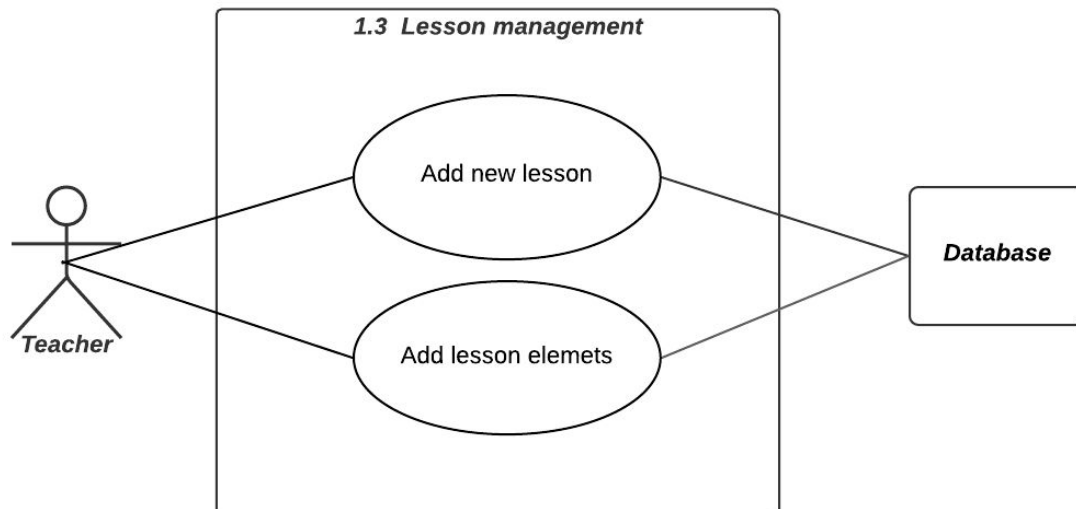 1.3 Lesson management
Add new lesson
Database
Teacher
Add lesson elemets